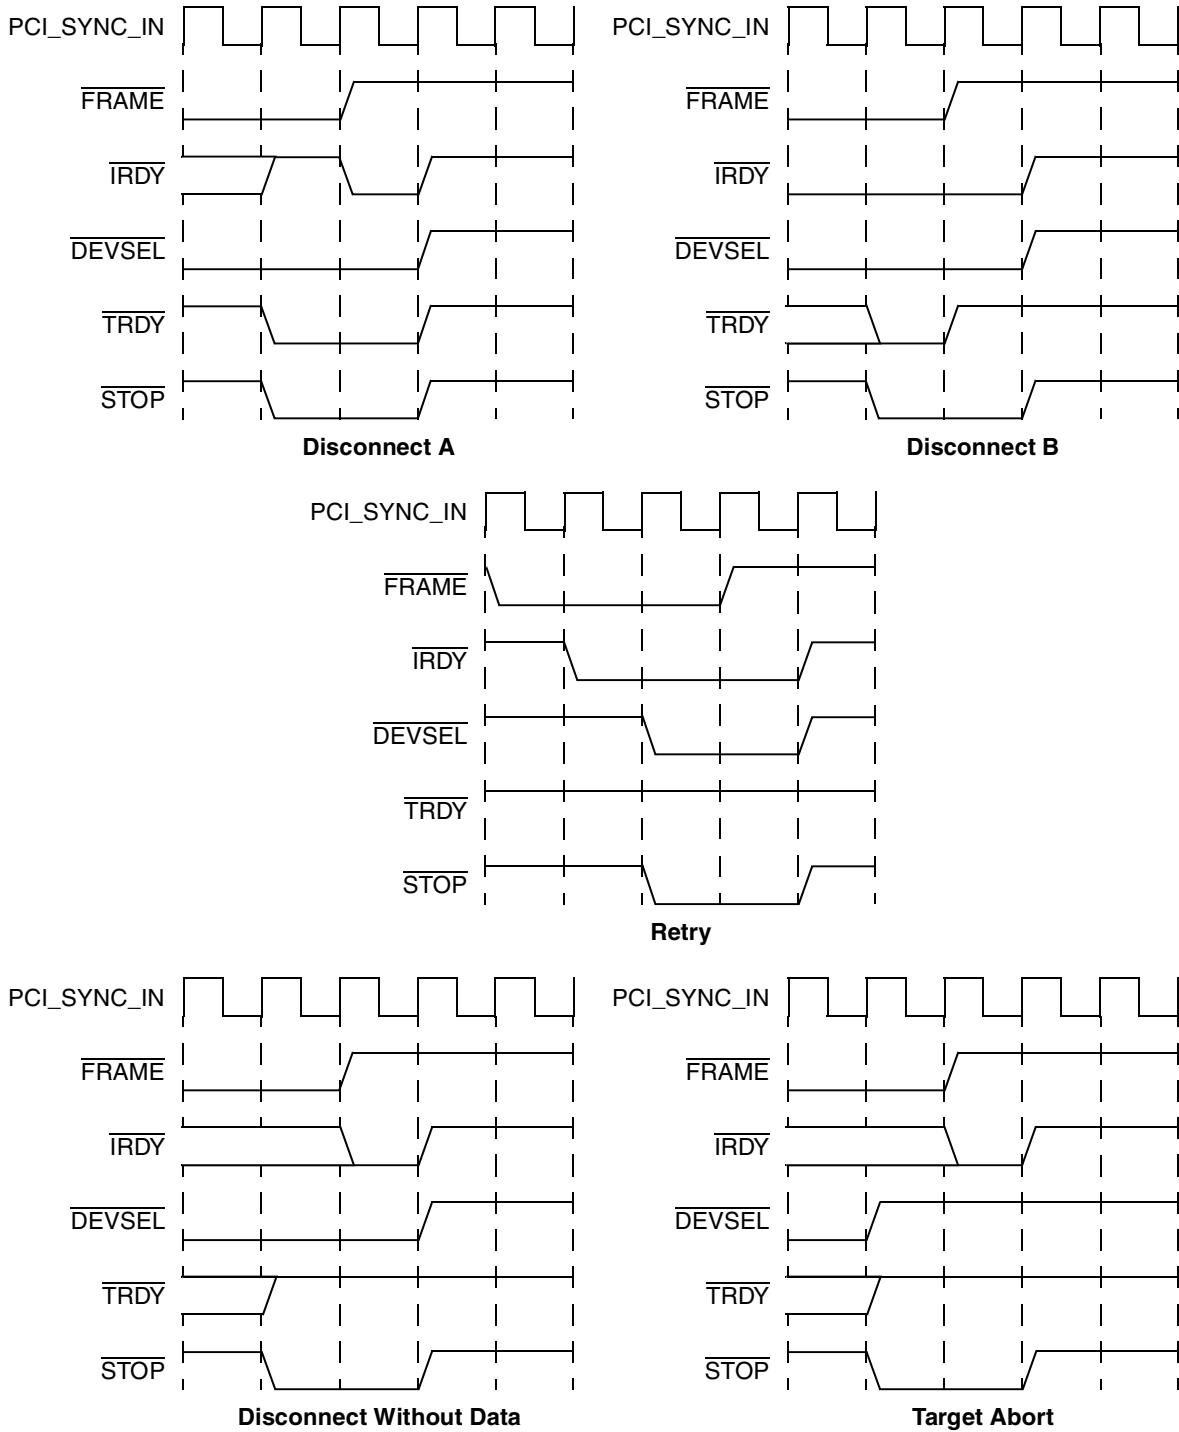 PCI_SYNC_IN
FRAME
IRDY
DEVSEL
TRDY
STOP
Disconnect A
PCI_SYNC_IN
FRAME
IRDY
DEVSEL
TRDY
STOP
Disconnect B
PCI_SYNC_IN
FRAME
IRDY
DEVSEL
TRDY
STOP
Retry
PCI_SYNC_IN
FRAME
IRDY
DEVSEL
TRDY
STOP
Disconnect Without Data
PCI_SYNC_IN
FRAME
IRDY
DEVSEL
TRDY
STOP
Target Abort